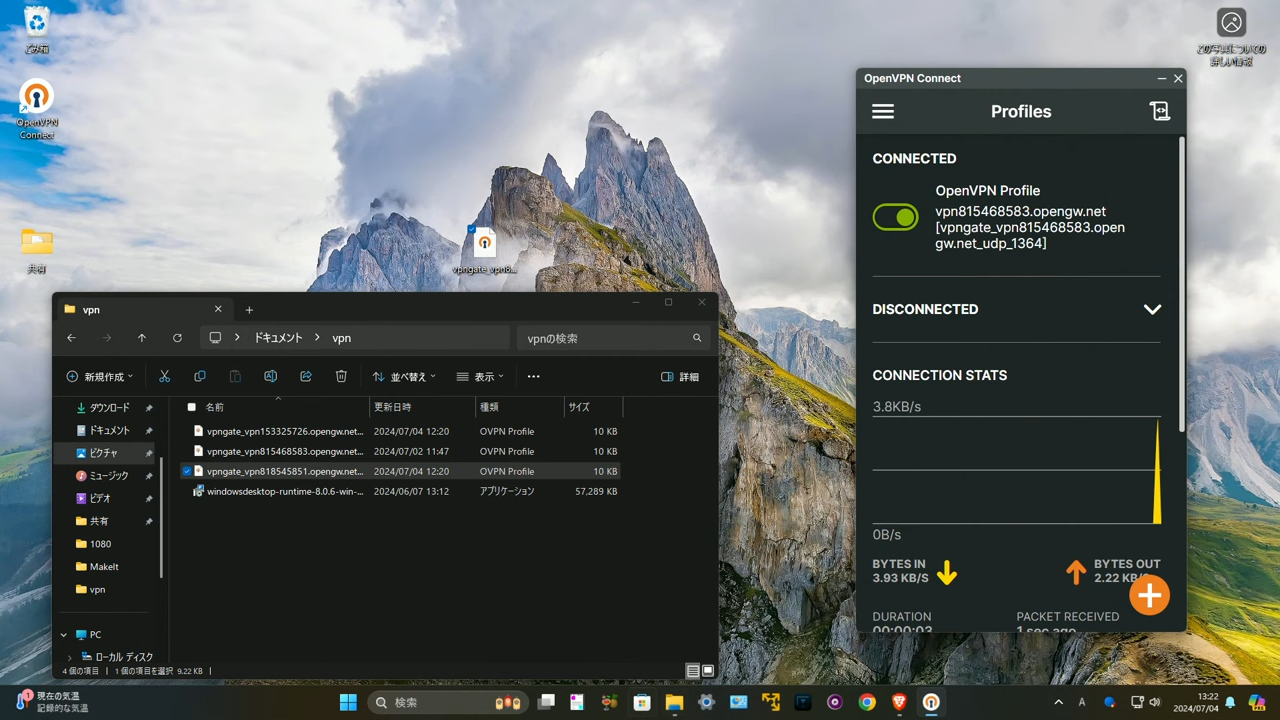 ごみ箱
OpenVPN
Connect
共有
vpngate_vpn8...
この写真についての
詳しい情報
vpn
ドキュメント
vpn
vpnの検索
新規作成
並べ替え
表示
詳細
ダウンロード
ドキュメント
ピクチャ
ミュージック
ビデオ
共有
1080
MakeIt
vpn
PC
ローカル ディスク
名前 更新日時 種類 サイズ
vpngate_vpn153325726.opengw.net... 2024/07/04 12:20 OVPN Profile 10 KB
vpngate_vpn815468583.opengw.net... 2024/07/02 11:47 OVPN Profile 10 KB
vpngate_vpn818545851.opengw.net... 2024/07/04 12:20 OVPN Profile 10 KB
windowsdesktop-runtime-8.0.6-win-... 2024/06/07 13:12 アプリケーション 57,289 KB
4 個の項目 1 個の項目を選択 9.22 KB
OpenVPN Connect
Profiles
CONNECTED
OpenVPN Profile
vpn815468583.opengw.net
[vpngate_vpn815468583.open
gw.net_udp_1364]
DISCONNECTED
CONNECTION STATS
3.8KB/s
0B/s
BYTES IN
3.93 KB/S
BYTES OUT
2.22 KB/S
DURATION
00:00:03
PACKET RECEIVED
1 sec ago
1
現在の気温
記録的な気温
検索
A
13:22
2024/07/04